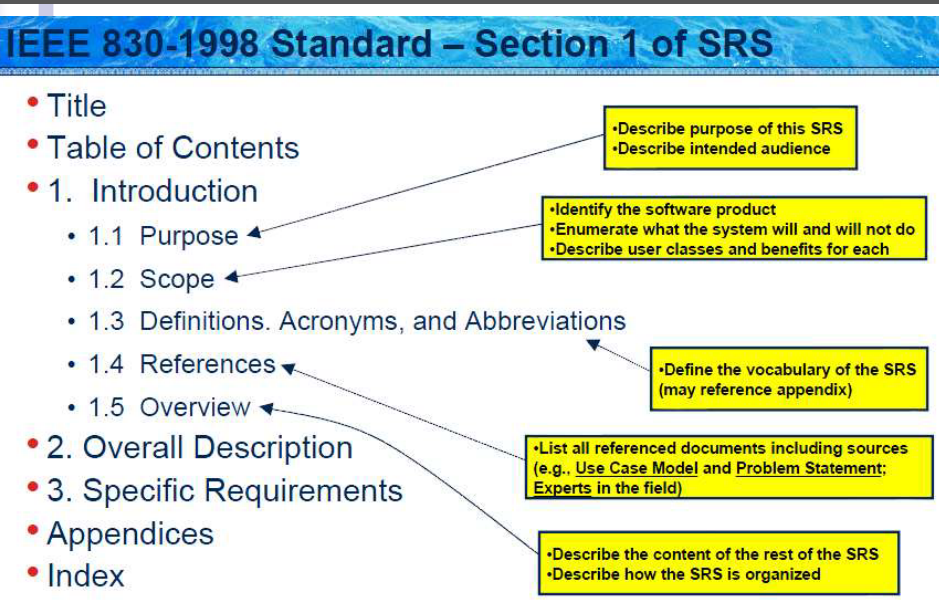 IEEE 830-1998 Standard – Section 1 of SRS
• Title
• Table of Contents
• 1. Introduction
• 1.1 Purpose
• 1.2 Scope
• 1.3 Definitions. Acronyms, and Abbreviations
• 1.4 References
• 1.5 Overview
• 2. Overall Description
• 3. Specific Requirements
• Appendices
• Index
•Describe purpose of this SRS
•Describe intended audience
•Identify the software product
•Enumerate what the system will and will not do
•Describe user classes and benefits for each
•Define the vocabulary of the SRS
(may reference appendix)
•List all referenced documents including sources
(e.g., Use Case Model and Problem Statement;
Experts in the field)
•Describe the content of the rest of the SRS
•Describe how the SRS is organized